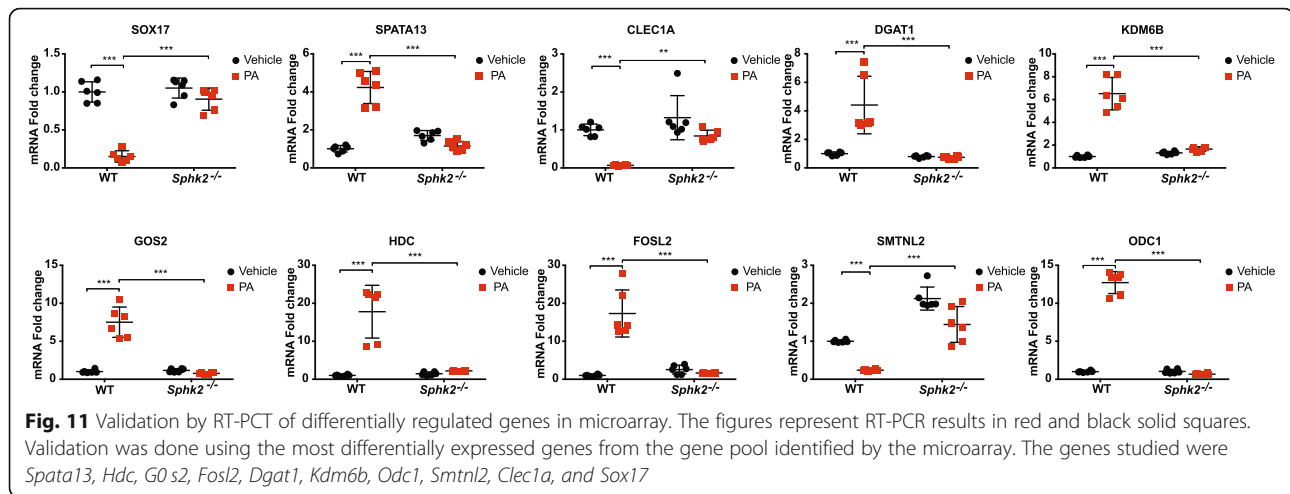 SOX17
mRNA Fold change
1.5
1.0
0.5
0.0
***
***
WT
Sphk2-/-
Vehicle
PA
SPATA13
mRNA Fold change
6
4
2
0
***
***
WT
Sphk2-/-
Vehicle
PA
CLEC1A
mRNA Fold change
3
2
1
0
***
**
WT
Sphk2-/-
Vehicle
PA
DGAT1
mRNA Fold change
8
6
4
2
0
***
***
WT
Sphk2-/-
Vehicle
PA
KDM6B
mRNA Fold change
10
8
6
4
2
0
***
***
WT
Sphk2-/-
Vehicle
PA
GOS2
mRNA Fold change
15
10
5
0
***
***
WT
Sphk2-/-
Vehicle
PA
HDC
mRNA Fold change
30
20
10
0
***
***
WT
Sphk2-/-
Vehicle
PA
FOSL2
mRNA Fold change
30
20
10
0
***
***
WT
Sphk2-/-
Vehicle
PA
SMTNL2
mRNA Fold change
3
2
1
0
***
***
WT
Sphk2-/-
Vehicle
PA
ODC1
mRNA Fold change
15
10
5
0
***
***
WT
Sphk2-/-
Vehicle
PA
Fig. 11 Validation by RT-PCT of differentially regulated genes in microarray. The figures represent RT-PCR results in red and black solid squares.
Validation was done using the most differentially expressed genes from the gene pool identified by the microarray. The genes studied were
Spata13, Hdc, G0 s2, Fosl2, Dgat1, Kdm6b, Odc1, Smtnl2, Clec1a, and Sox17